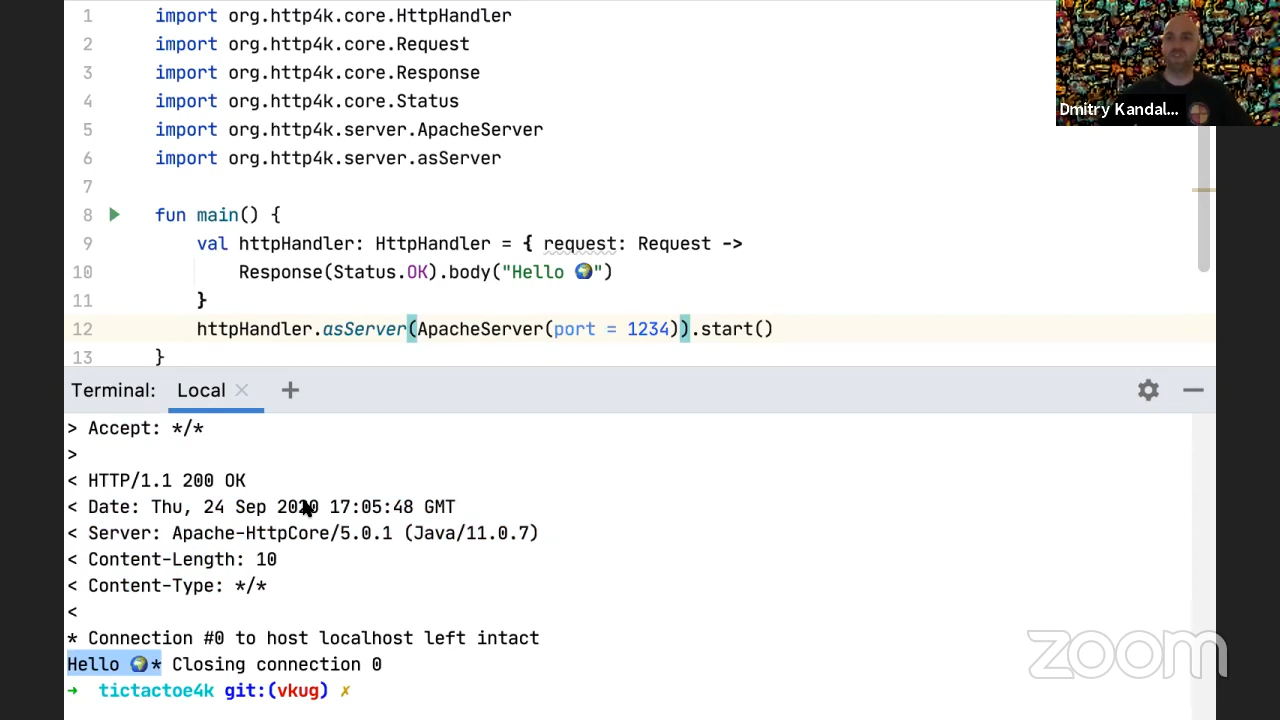 1 import org.http4k.core.HttpHandler
2 import org.http4k.core.Request
3 import org.http4k.core.Response
4 import org.http4k.core.Status
5 import org.http4k.server.ApacheServer
6 import org.http4k.server.asServer
7
8 fun main() {
9 val httpHandler: HttpHandler = { request: Request ->
10 Response(Status.OK).body("Hello 🌍")
11 }
12 httpHandler.asServer(ApacheServer(port = 1234)).start()
13 }
Dmitry Kandal...
Terminal: Local × +
> Accept: */*
>
< HTTP/1.1 200 OK
< Date: Thu, 24 Sep 2020 17:05:48 GMT
< Server: Apache-HttpCore/5.0.1 (Java/11.0.7)
< Content-Length: 10
< Content-Type: */*
<
* Connection #0 to host localhost left intact
Hello 🌍* Closing connection 0
→ tictactoe4k git:(vkug) ✗
zoom